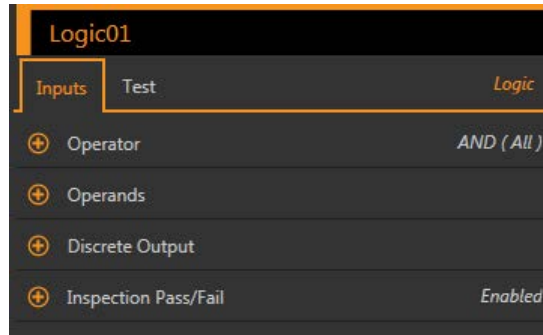 Logic01
Inputs Test Logic
Operator AND ( All )
Operands
Discrete Output
Inspection Pass/Fail Enabled